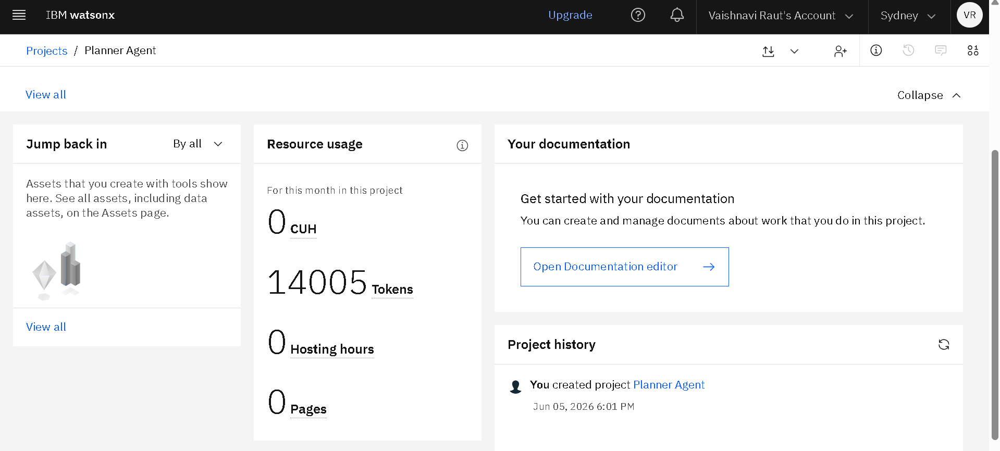 IBM watsonx
Upgrade
Vaishnavi Raut's Account
Sydney
VR
Projects / Planner Agent
View all
Collapse
Jump back in
By all
Assets that you create with tools show
here. See all assets, including data
assets, on the Assets page.
View all
Resource usage
For this month in this project
0 CUH
14005 Tokens
0 Hosting hours
0 Pages
Your documentation
Get started with your documentation
You can create and manage documents about work that you do in this project.
Open Documentation editor
Project history
You created project Planner Agent
Jun 05, 2026 6:01 PM